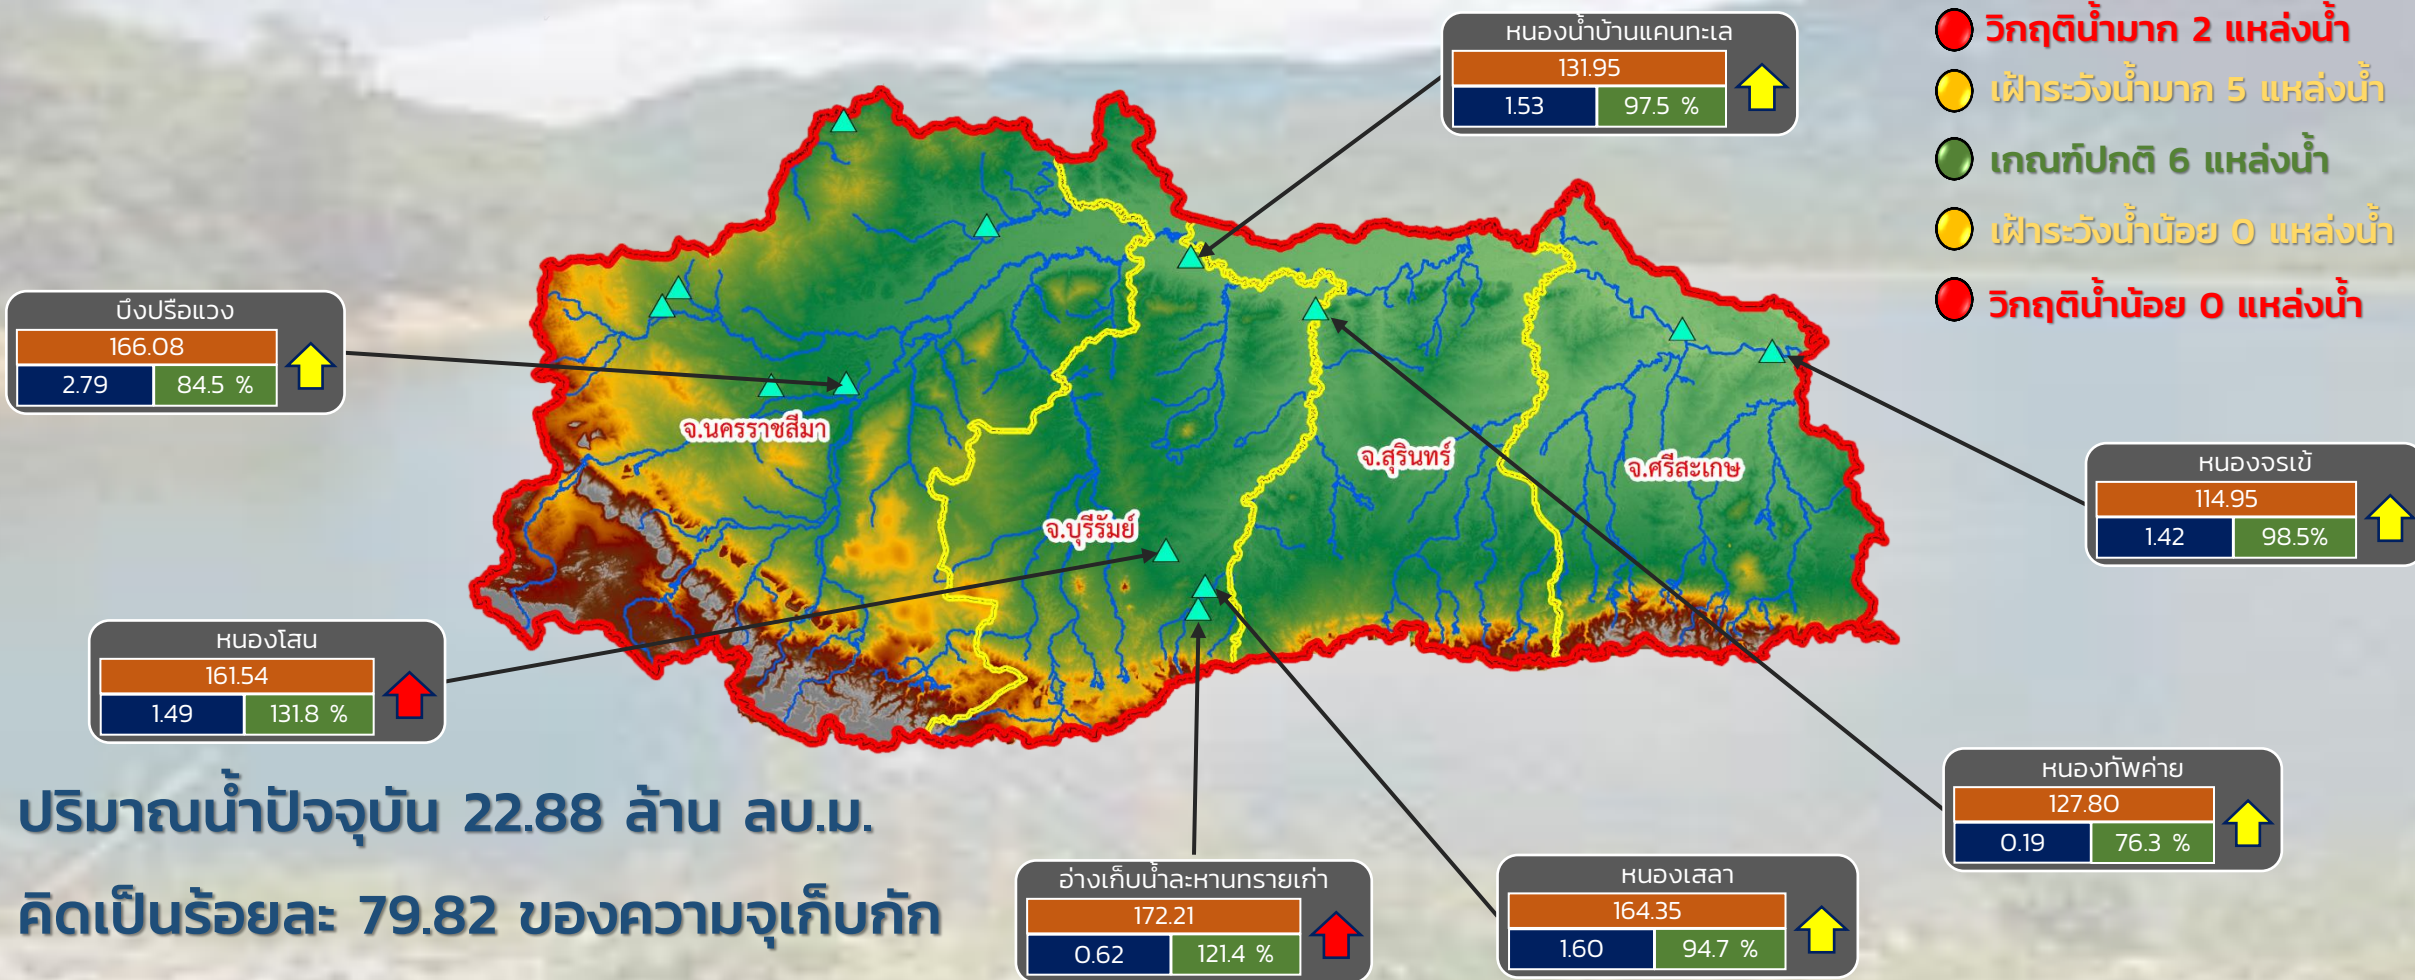 หนองน้ำบ้านแคนทะเล
131.95
1.53 97.5 %
วิกฤติน้ำมาก 2 แหล่งน้ำ
เฝ้าระวังน้ำมาก 5 แหล่งน้ำ
เกณฑ์ปกติ 6 แหล่งน้ำ
เฝ้าระวังน้ำน้อย 0 แหล่งน้ำ
วิกฤติน้ำน้อย 0 แหล่งน้ำ
บึงปรือแวง
166.08
2.79 84.5 %
จ.นครราชสีมา
จ.สุรินทร์
จ.ศรีสะเกษ
จ.บุรีรัมย์
หนองจรเข้
114.95
1.42 98.5%
หนองโสน
161.54
1.49 131.8 %
หนองทัพค่าย
127.80
0.19 76.3 %
ปริมาณน้ำปัจจุบัน 22.88 ล้าน ลบ.ม.
คิดเป็นร้อยละ 79.82 ของความจุเก็บกัก
อ่างเก็บน้ำละหานทรายเก่า
172.21
0.62 121.4 %
หนองเสลา
164.35
1.60 94.7 %